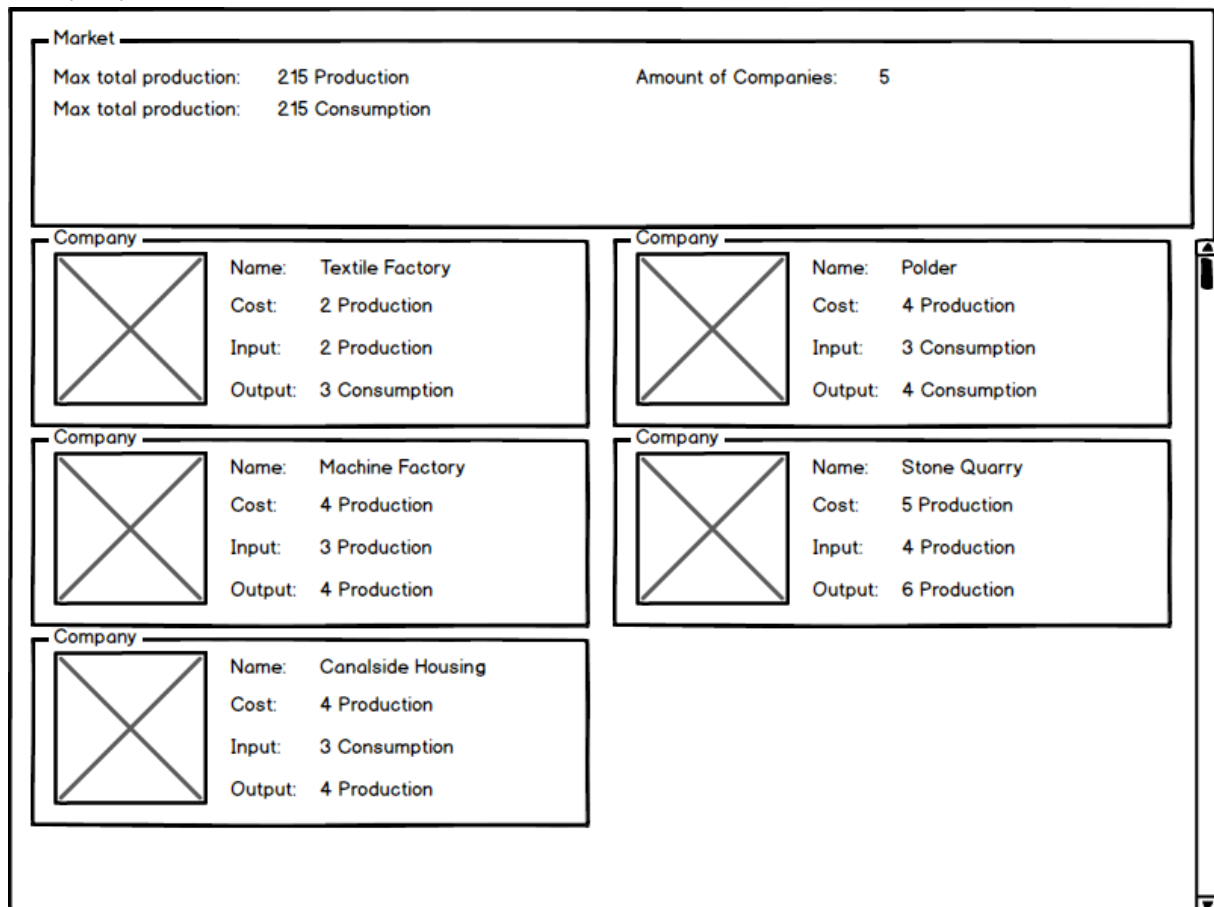 Market
Max total production: 215 Production Amount of Companies: 5
Max total production: 215 Consumption
Company
Name: Textile Factory
Cost: 2 Production
Input: 2 Production
Output: 3 Consumption
Company
Name: Polder
Cost: 4 Production
Input: 3 Consumption
Output: 4 Consumption
Company
Name: Machine Factory
Cost: 4 Production
Input: 3 Production
Output: 4 Production
Company
Name: Stone Quarry
Cost: 5 Production
Input: 4 Production
Output: 6 Production
Company
Name: Canalside Housing
Cost: 4 Production
Input: 3 Consumption
Output: 4 Production